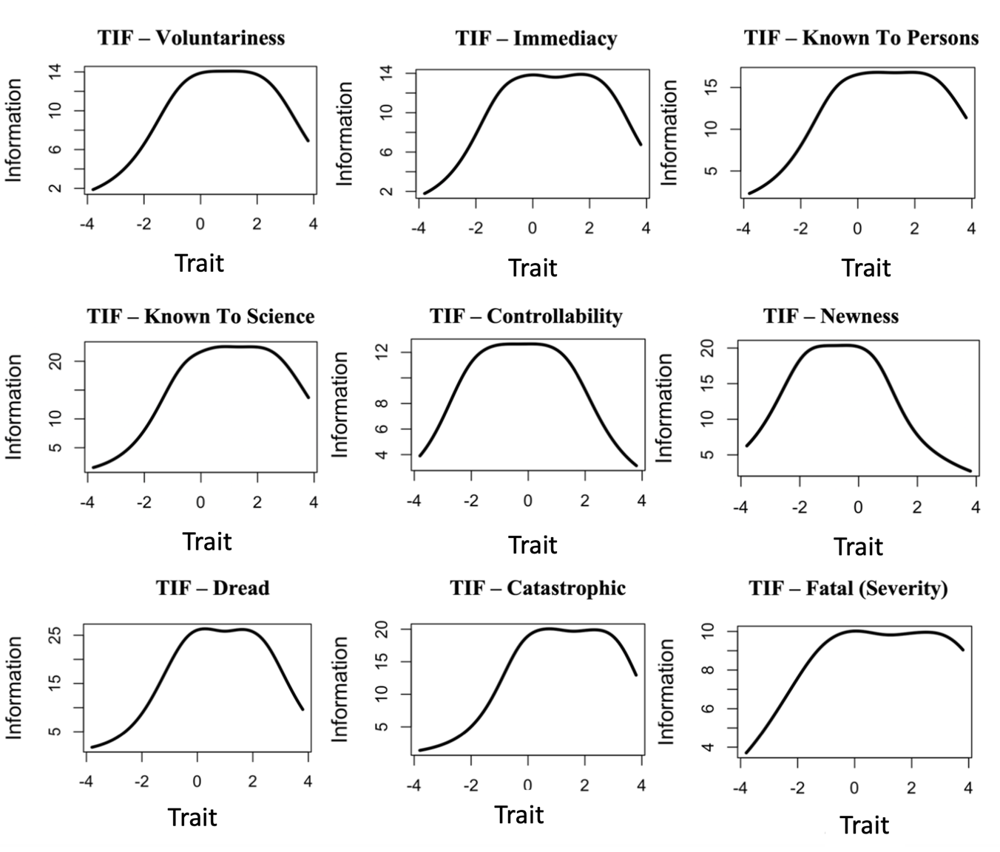 TIF – Voluntariness
Information
14
10
6
2
-4 -2 0 2 4
Trait
TIF – Immediacy
Information
14
10
6
2
-4 -2 0 2 4
Trait
TIF – Known To Persons
Information
15
10
5
-4 -2 0 2 4
Trait
TIF – Known To Science
Information
20
10
5
-4 -2 0 2 4
Trait
TIF – Controllability
Information
12
8
6
4
-4 -2 0 2 4
Trait
TIF – Newness
Information
20
15
10
5
-4 -2 0 2 4
Trait
TIF – Dread
Information
25
15
5
-4 -2 0 2 4
Trait
TIF – Catastrophic
Information
20
15
10
5
-4 -2 0 2 4
Trait
TIF – Fatal (Severity)
Information
10
8
6
4
-4 -2 0 2 4
Trait